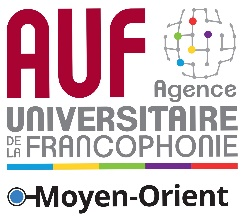 AUF
Agence
UNIVERSITAIRE
DE LA FRANCOPHONIE
Moyen-Orient